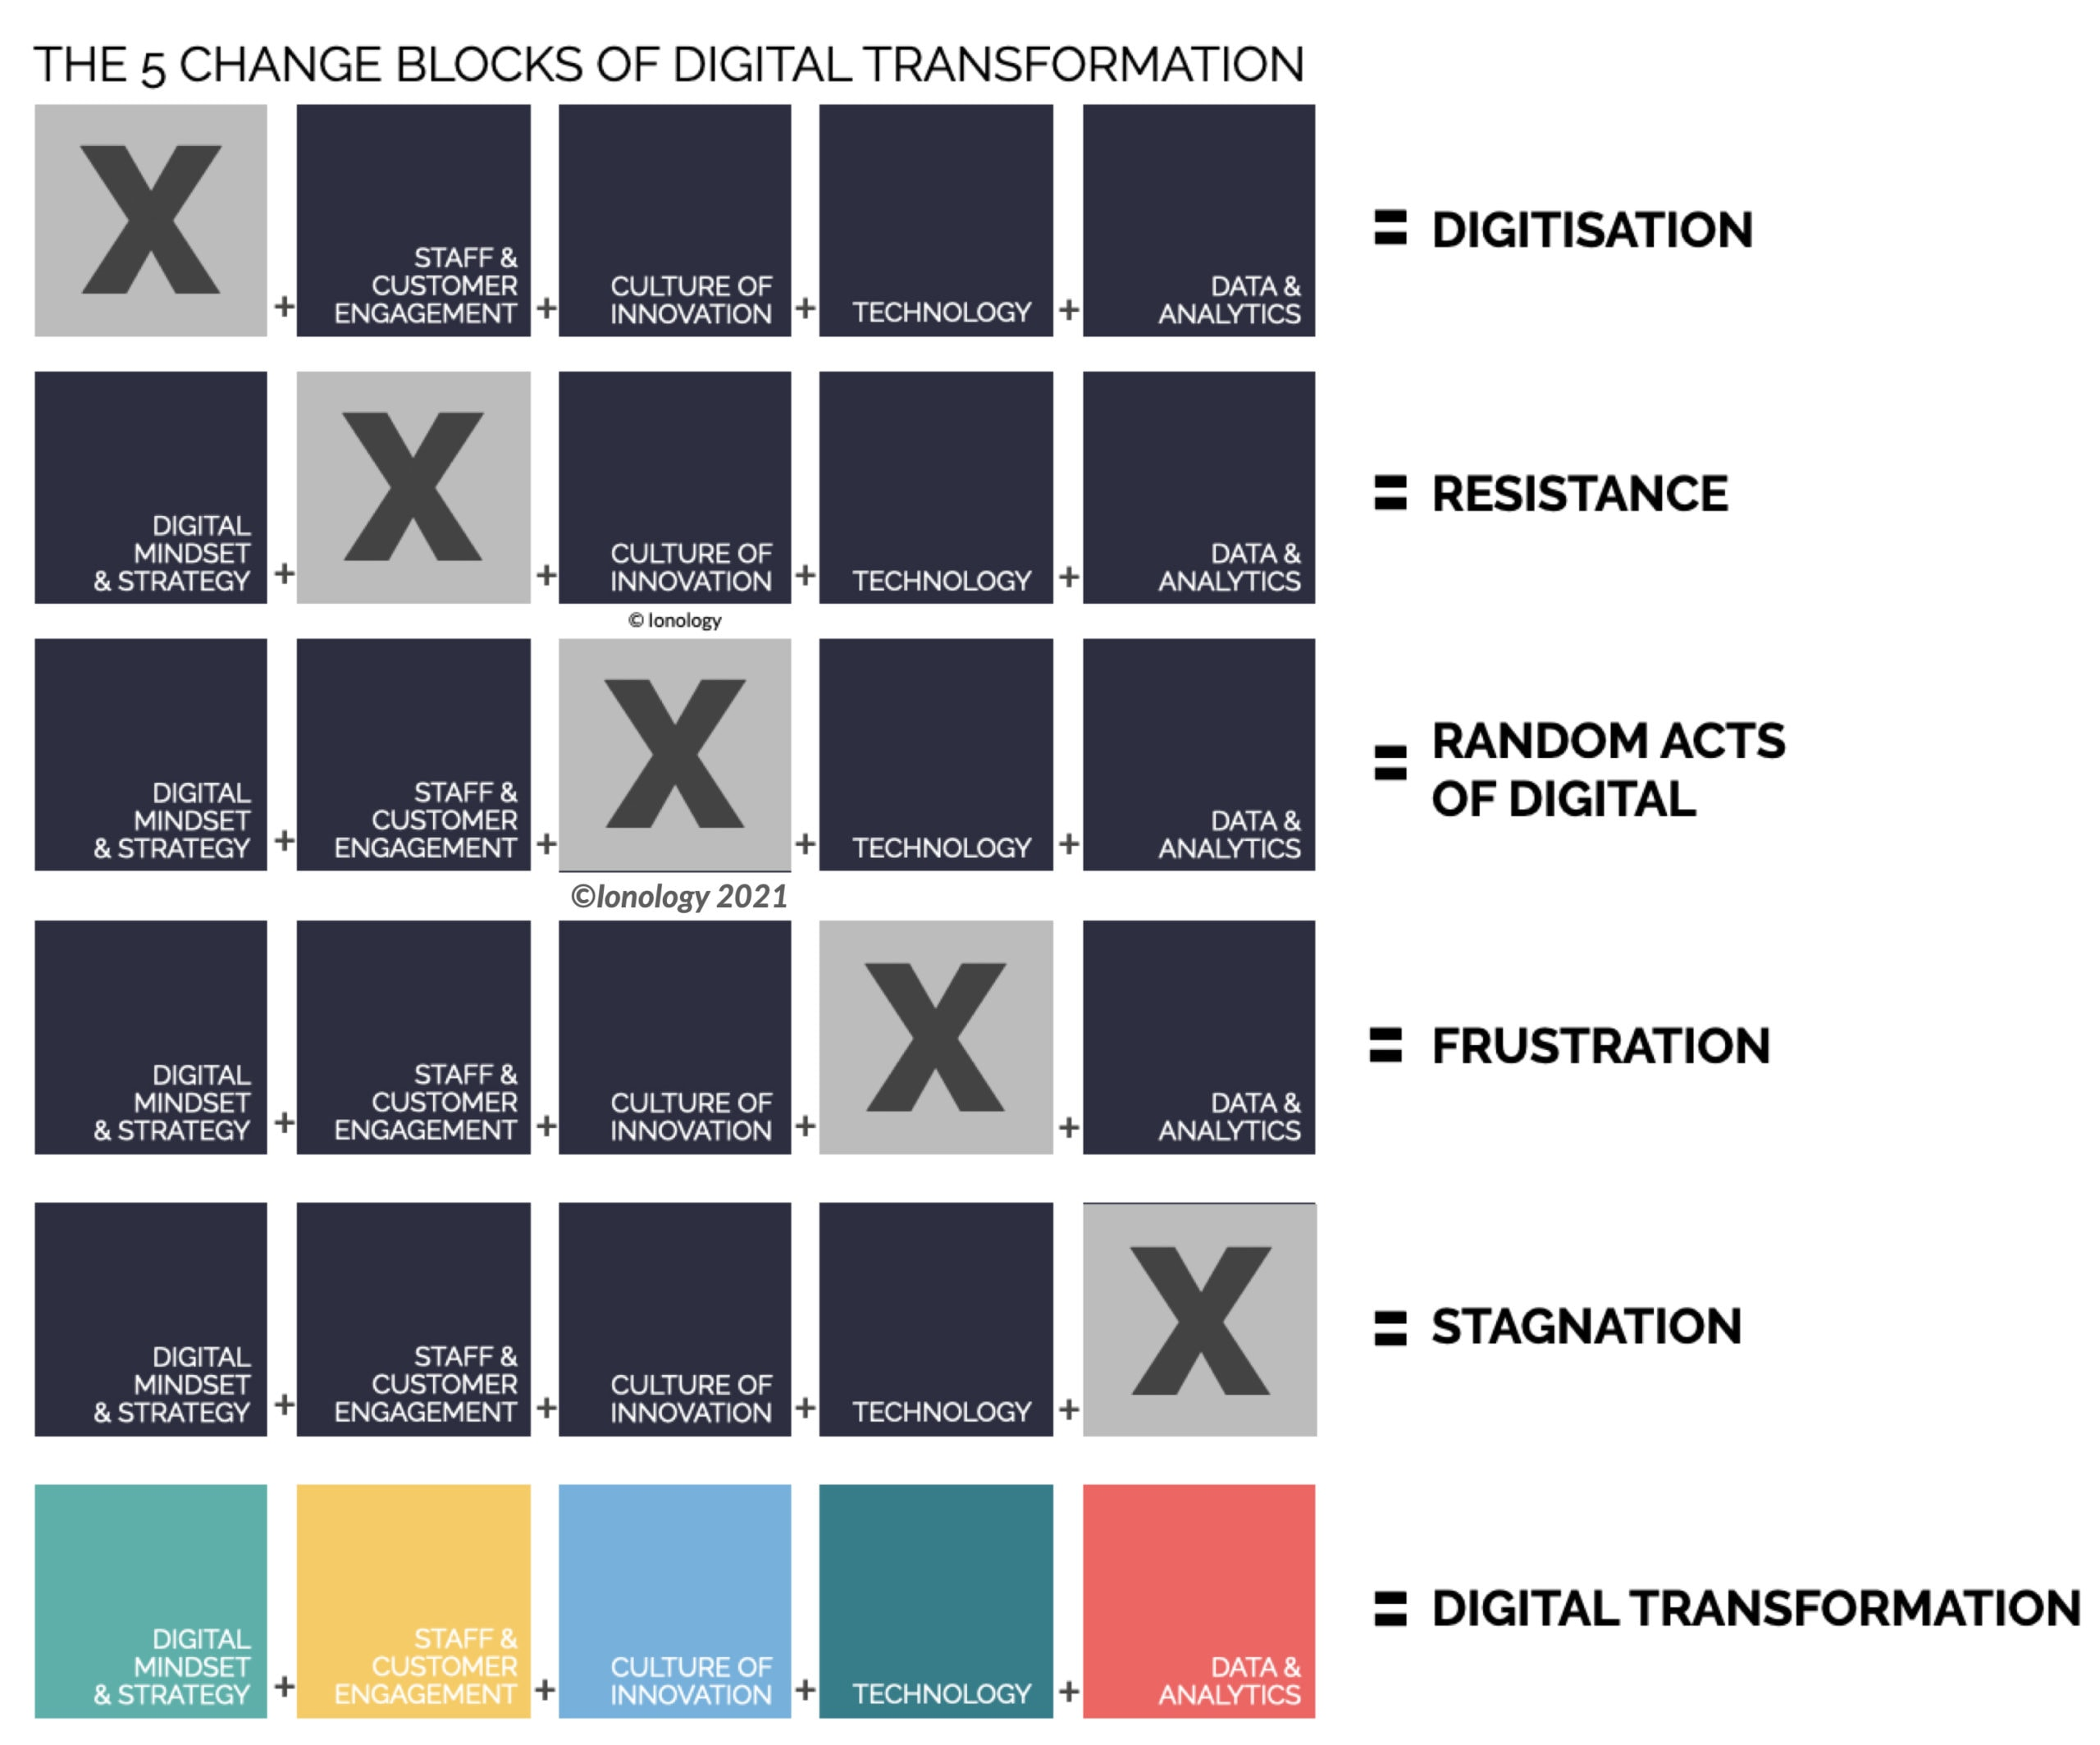 THE 5 CHANGE BLOCKS OF DIGITAL TRANSFORMATION
X
+
STAFF &
CUSTOMER
ENGAGEMENT
+
CULTURE OF
INNOVATION
+
TECHNOLOGY
+
DATA &
ANALYTICS
= DIGITISATION
DIGITAL
MINDSET
& STRATEGY
+
X
+
CULTURE OF
INNOVATION
+
TECHNOLOGY
+
DATA &
ANALYTICS
= RESISTANCE
© Ionology
DIGITAL
MINDSET
& STRATEGY
+
STAFF &
CUSTOMER
ENGAGEMENT
+
X
+
TECHNOLOGY
+
DATA &
ANALYTICS
= RANDOM ACTS
OF DIGITAL
©Ionology 2021
DIGITAL
MINDSET
& STRATEGY
+
STAFF &
CUSTOMER
ENGAGEMENT
+
CULTURE OF
INNOVATION
+
X
+
DATA &
ANALYTICS
= FRUSTRATION
DIGITAL
MINDSET
& STRATEGY
+
STAFF &
CUSTOMER
ENGAGEMENT
+
CULTURE OF
INNOVATION
+
TECHNOLOGY
+
X
= STAGNATION
DIGITAL
MINDSET
& STRATEGY
+
STAFF &
CUSTOMER
ENGAGEMENT
+
CULTURE OF
INNOVATION
+
TECHNOLOGY
+
DATA &
ANALYTICS
= DIGITAL TRANSFORMATION